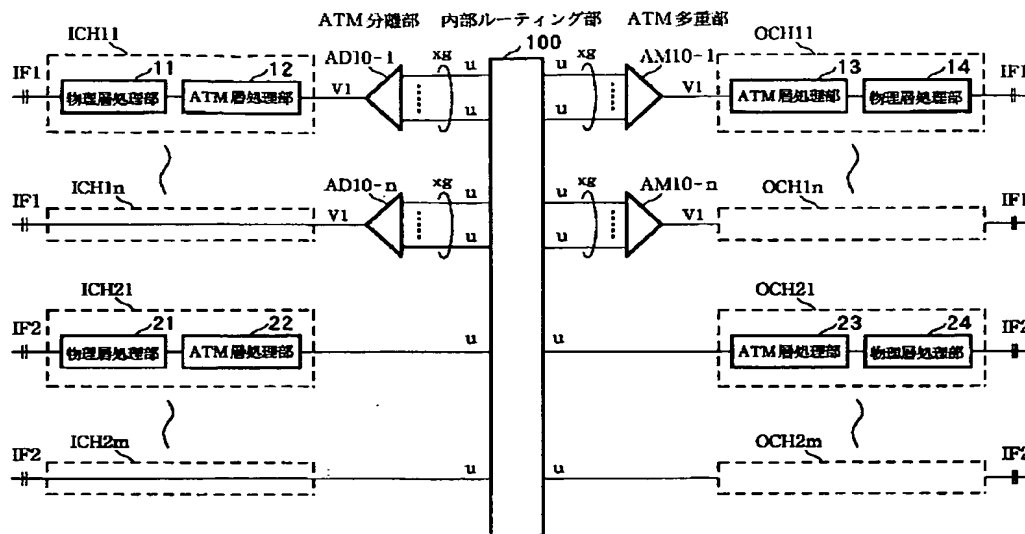 ATM分離部 内部ルーティング部 ATM多重部
ICH11 100 OCH11
IF1 11 12 AD10-1 xg u u xg AM10-1 13 14 IF1
物理層処理部 ATM層処理部 V1 V1 ATM層処理部 物理層処理部
u u
ICH1n AD10-n xg u u xg AM10-n OCH1n
IF1 V1 V1 IF1
u u
ICH21 OCH21
IF2 21 22 23 24 IF2
物理層処理部 ATM層処理部 u u ATM層処理部 物理層処理部
ICH2m OCH2m
IF2 u u IF2